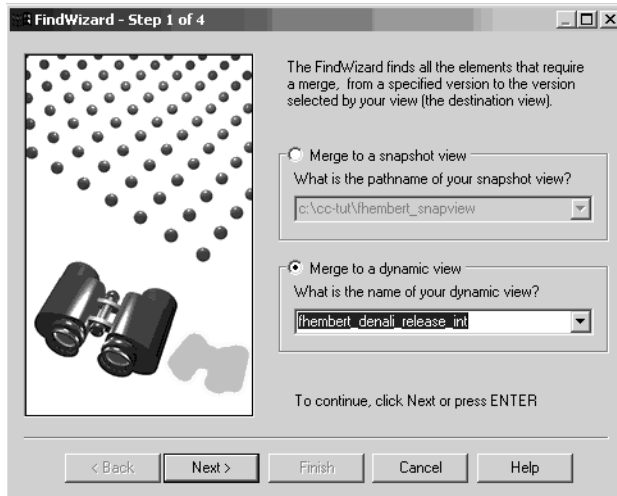 FindWizard - Step 1 of 4
The FindWizard finds all the elements that require
a merge, from a specified version to the version
selected by your view (the destination view).
Merge to a snapshot view
What is the pathname of your snapshot view?
c:\cc-tut\fhembert_snapview
Merge to a dynamic view
What is the name of your dynamic view?
fhembert_denali_release_int
To continue, click Next or press ENTER
< Back Next > Finish Cancel Help